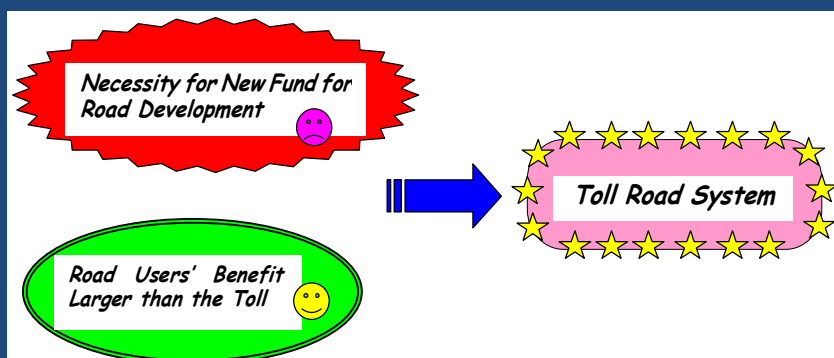 Necessity for New Fund for
Road Development
Toll Road System
Road Users' Benefit
Larger than the Toll